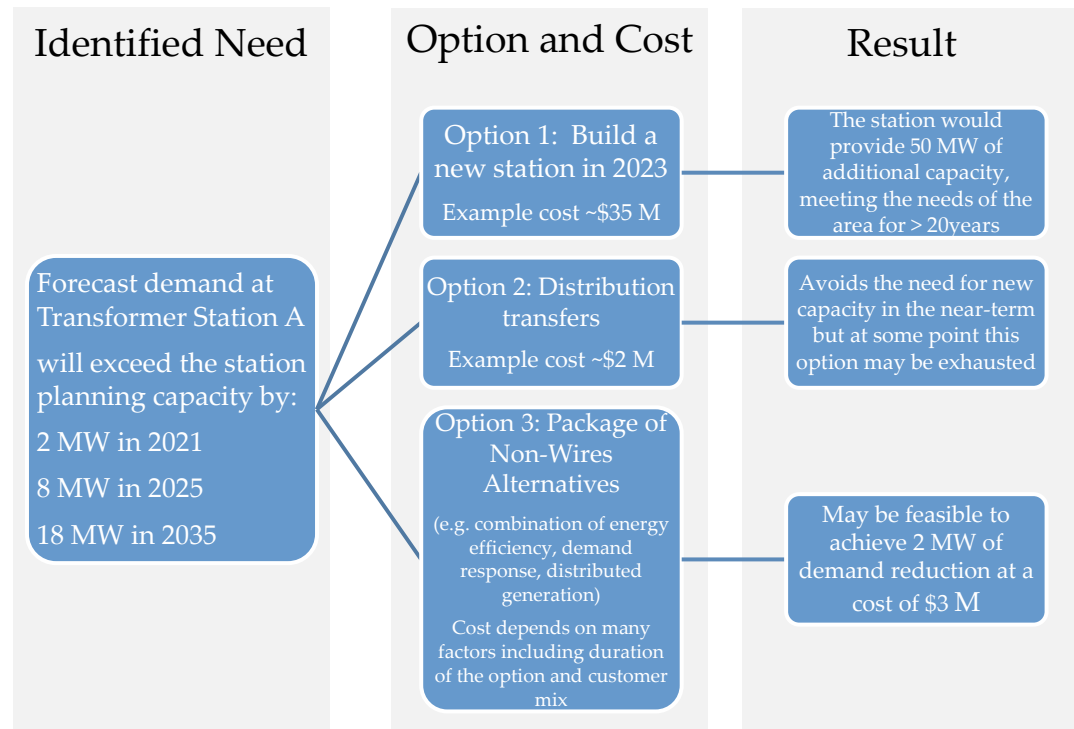 Identified Need
Option and Cost
Result
Forecast demand at
Transformer Station A
will exceed the station
planning capacity by:
2 MW in 2021
8 MW in 2025
18 MW in 2035
Option 1:  Build a
new station in 2023
Example cost ~$35 M
The station would
provide 50 MW of
additional capacity,
meeting the needs of the
area for > 20years
Option 2: Distribution
transfers
Example cost ~$2 M
Avoids the need for new
capacity in the near-term
but at some point this
option may be exhausted
Option 3: Package of
Non-Wires
Alternatives
(e.g. combination of energy
efficiency, demand
response, distributed
generation)
Cost depends on many
factors including duration
of the option and customer
mix
May be feasible to
achieve 2 MW of
demand reduction at a
cost of $3 M